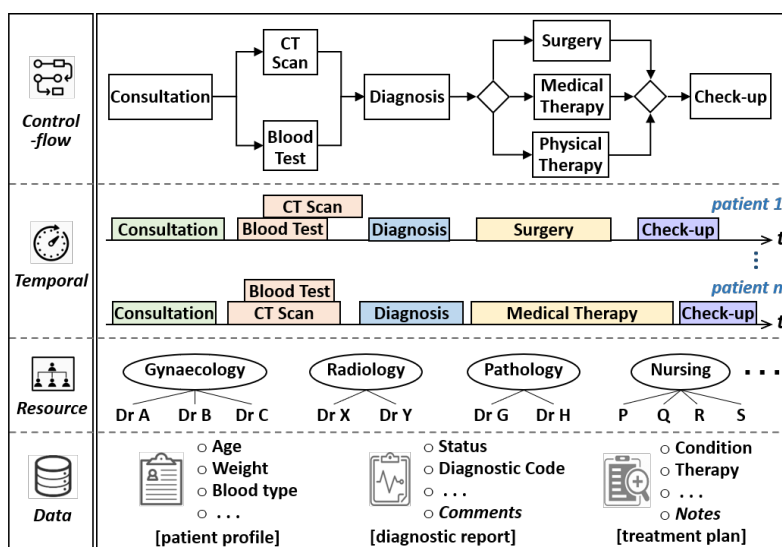 Control
-flow
Consultation
CT
Scan
Blood
Test
Diagnosis
Surgery
Medical
Therapy
Physical
Therapy
Check-up
Temporal
patient 1
CT Scan
Consultation
Blood Test
Diagnosis
Surgery
Check-up
t
patient n
Blood Test
Consultation
CT Scan
Diagnosis
Medical Therapy
Check-up
t
Resource
Gynaecology
Radiology
Pathology
Nursing
. . .
Dr A
Dr B
Dr C
Dr X
Dr Y
Dr G
Dr H
P
Q
R
S
Data
○ Age
○ Weight
○ Blood type
○ . . .
[patient profile]
○ Status
○ Diagnostic Code
○ . . .
○ Comments
[diagnostic report]
○ Condition
○ Therapy
○ . . .
○ Notes
[treatment plan]